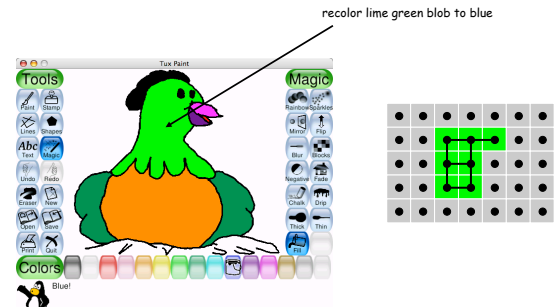 recolor lime green blob to blue
Tux Paint
Tools
Magic
Paint Stamp
Rainbow Sparkles
Lines Shapes
Mirror Flip
Abc
Text Magic
Blur Blocks
Undo Redo
Negative Fade
Eraser New
Chalk Drip
Open Save
Thick Thin
Print Quit
Fill
Colors
Blue!